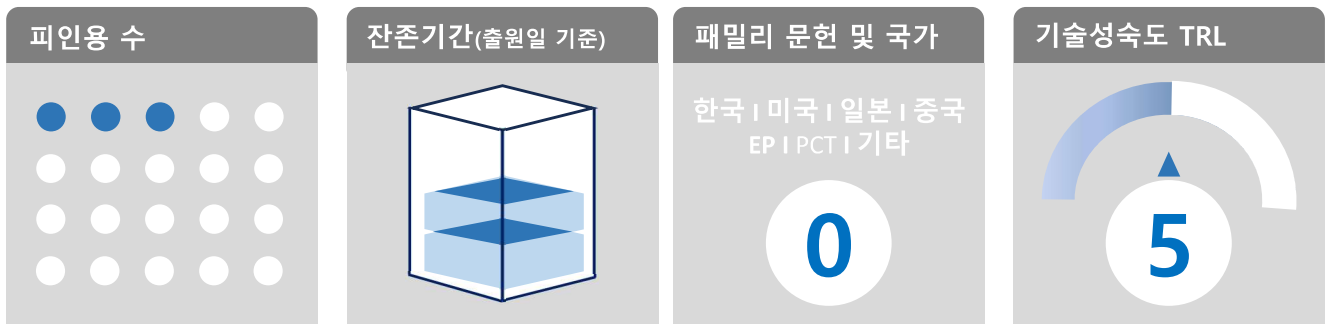 피인용 수
잔존기간(출원일 기준)
패밀리 문헌 및 국가
한국 I 미국 I 일본 I 중국
EP I PCT I 기타
0
기술성숙도 TRL
5